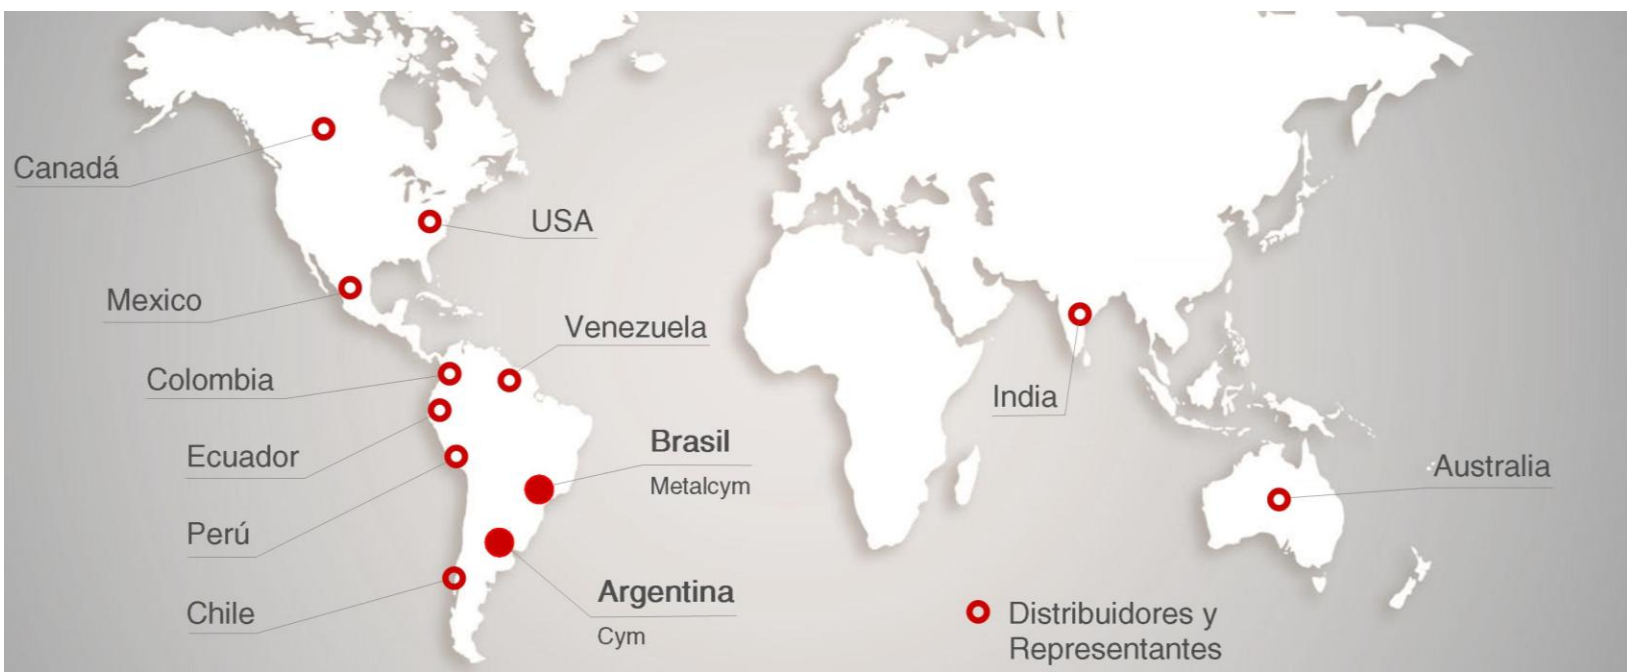 Canadá
USA
Mexico
Venezuela
Colombia
India
Brasil
Metalcym
Ecuador
Australia
Perú
Argentina
Cym
Chile
Distribuidores y
Representantes